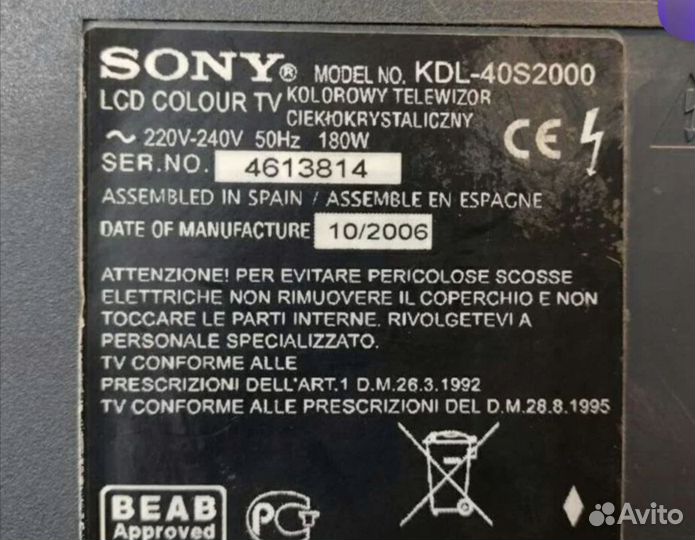 SONY® MODEL NO. KDL-40S2000
LCD COLOUR TV KOLOROWY TELEWIZOR
CIEKŁOKRYSTALICZNY
~ 220V-240V 50Hz 180W
CE
SER.NO. 4613814
ASSEMBLED IN SPAIN / ASSEMBLE EN ESPAGNE
DATE OF MANUFACTURE 10/2006
ATTENZIONE! PER EVITARE PERICOLOSE SCOSSE
ELETTRICHE NON RIMUOVERE IL COPERCHIO E NON
TOCCARE LE PARTI INTERNE. RIVOLGETEVI A
PERSONALE SPECIALIZZATO.
TV CONFORME ALLE
PRESCRIZIONI DELL'ART.1 D.M.26.3.1992
TV CONFORME ALLE PRESCRIZIONI DEL D.M.28.8.1995
BEAB
Approved
PCT
Avito